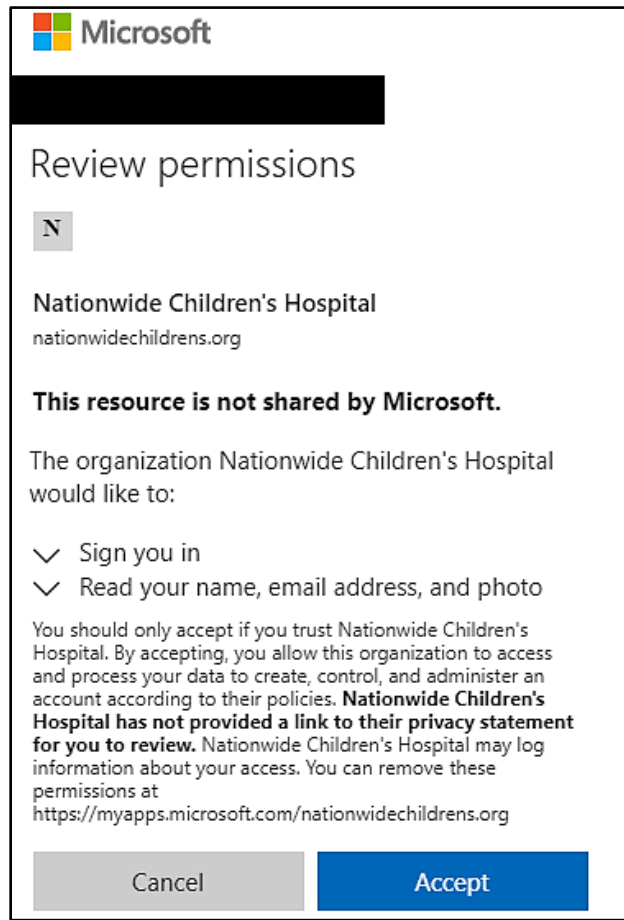 Microsoft
Review permissions
N
Nationwide Children's Hospital
nationwidechildrens.org
This resource is not shared by Microsoft.
The organization Nationwide Children's Hospital
would like to:
Sign you in
Read your name, email address, and photo
You should only accept if you trust Nationwide Children's
Hospital. By accepting, you allow this organization to access
and process your data to create, control, and administer an
account according to their policies. Nationwide Children's
Hospital has not provided a link to their privacy statement
for you to review. Nationwide Children's Hospital may log
information about your access. You can remove these
permissions at
https://myapps.microsoft.com/nationwidechildrens.org
Cancel
Accept